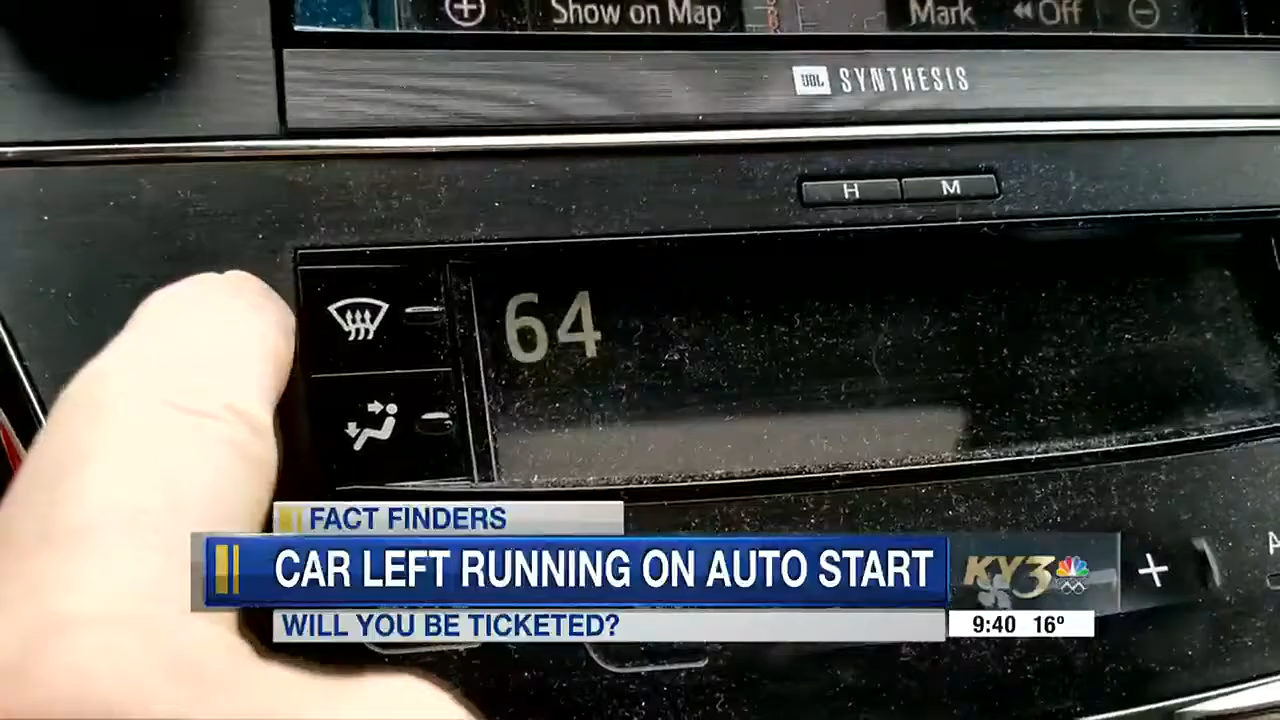 Show on Map
Mark
Off
JBL SYNTHESIS
H M
64
FACT FINDERS
CAR LEFT RUNNING ON AUTO START
KY3
WILL YOU BE TICKETED?
9:40 16°